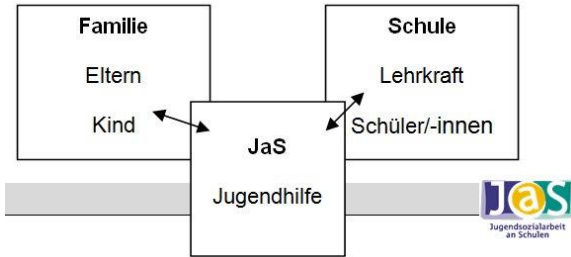 Familie
Eltern
Kind
Schule
Lehrkraft
Schüler/-innen
JaS
Jugendhilfe
JaS
Jugendsozialarbeit
an Schulen